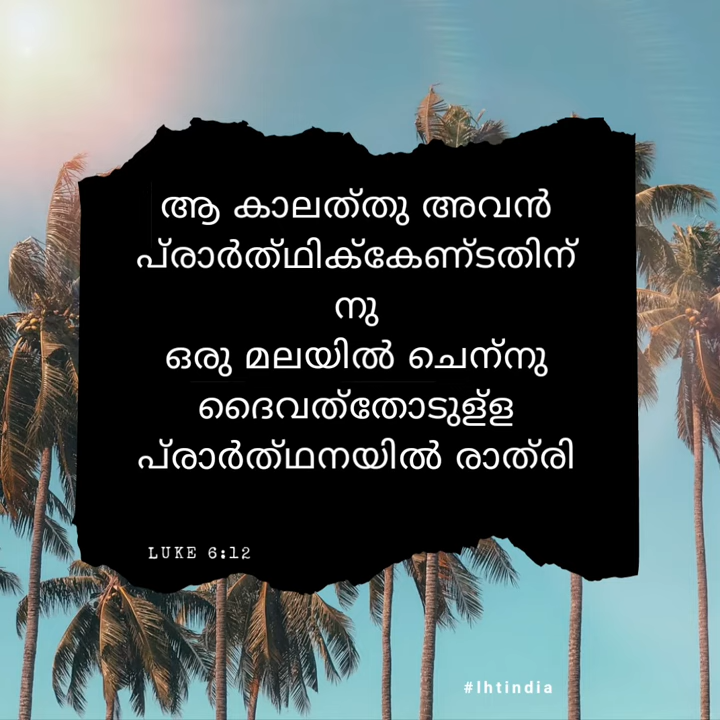 ആ കാലത്തു അവൻ
പ്രാർത്ഥിക്കേണ്ടതിന്
നു
ഒരു മലയിൽ ചെന്നു
ദൈവത്തോടുള്ള
പ്രാർത്ഥനയിൽ രാത്രി
LUKE 6:12
#lhtindia